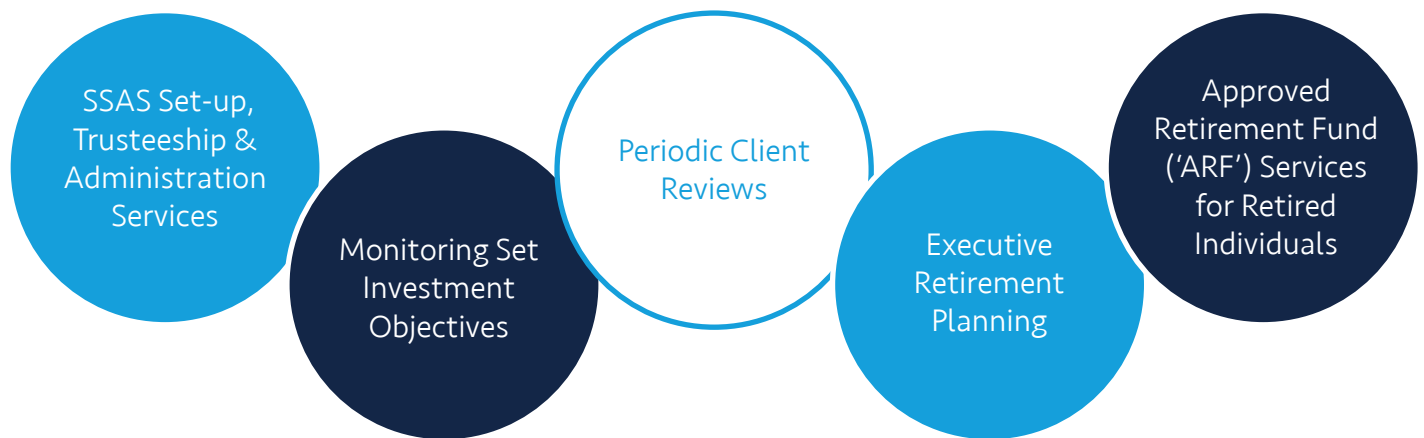 SSAS Set-up,
Trusteeship &
Administration
Services
Monitoring Set
Investment
Objectives
Periodic Client
Reviews
Executive
Retirement
Planning
Approved
Retirement Fund
(‘ARF’) Services
for Retired
Individuals